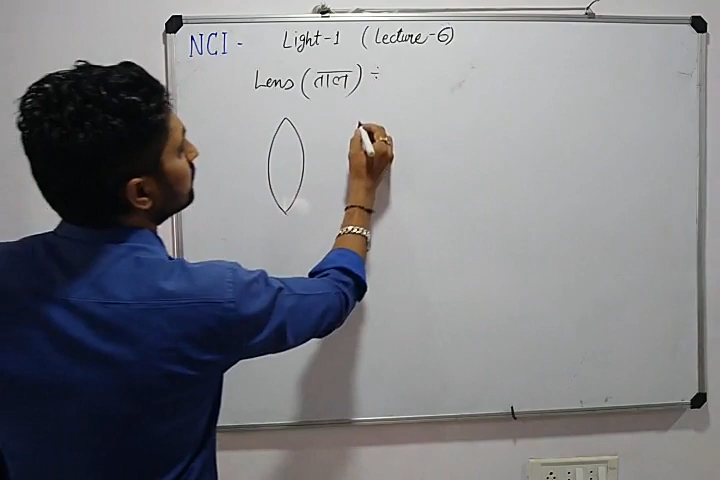 NCI - Light-1 (Lecture-6)
Lens (ताल) ÷